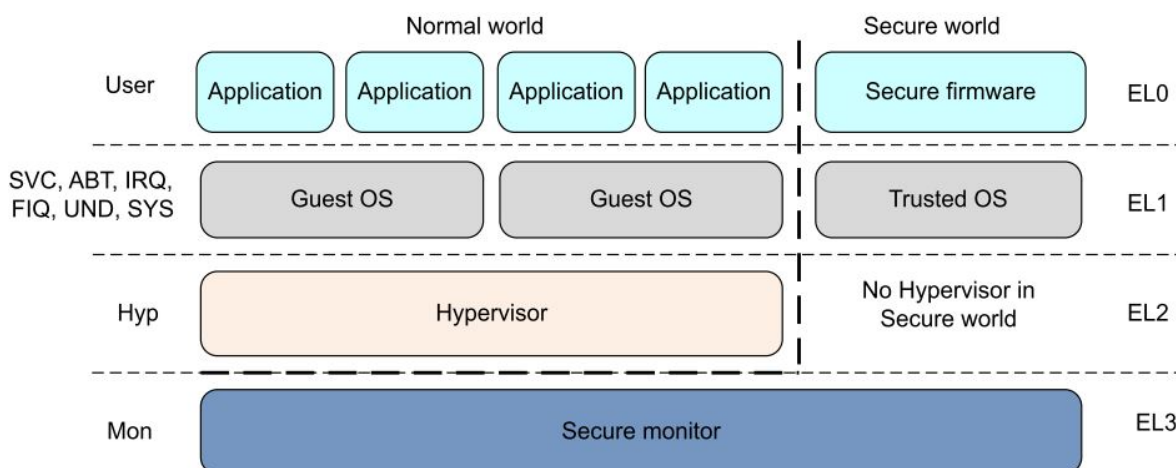 Normal world
Secure world
User
Application
Application
Application
Application
Secure firmware
EL0
SVC, ABT, IRQ,
FIQ, UND, SYS
Guest OS
Guest OS
Trusted OS
EL1
Hyp
Hypervisor
No Hypervisor in
Secure world
EL2
Mon
Secure monitor
EL3